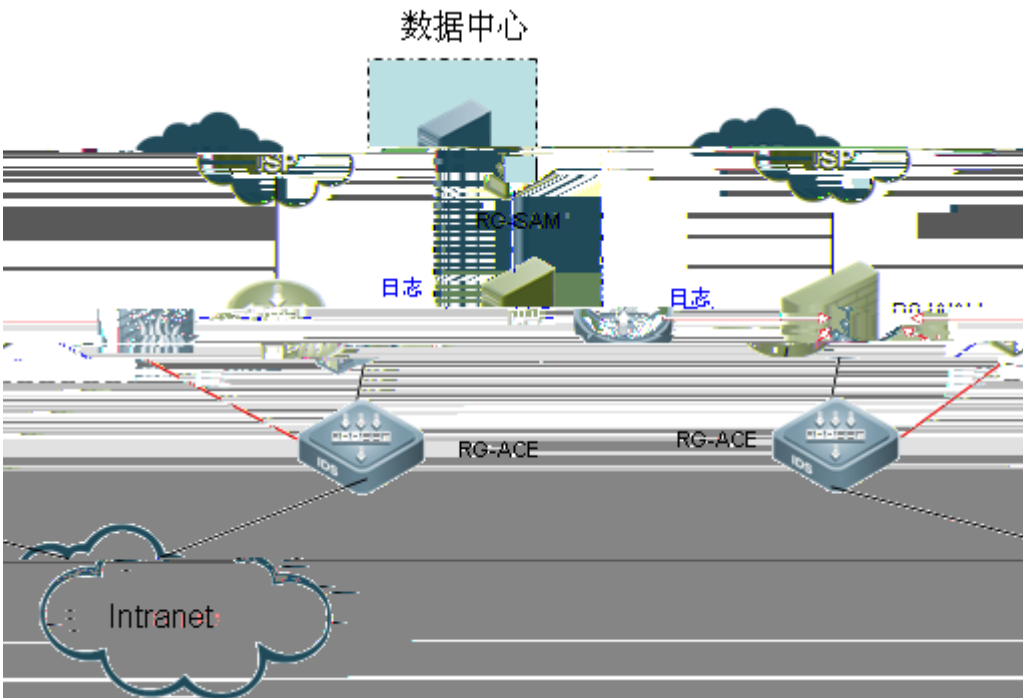 数据中心
ISP
ISP
RG-SAM
日志
日志
RG-ACE
RG-ACE
IDS
IDS
Intranet